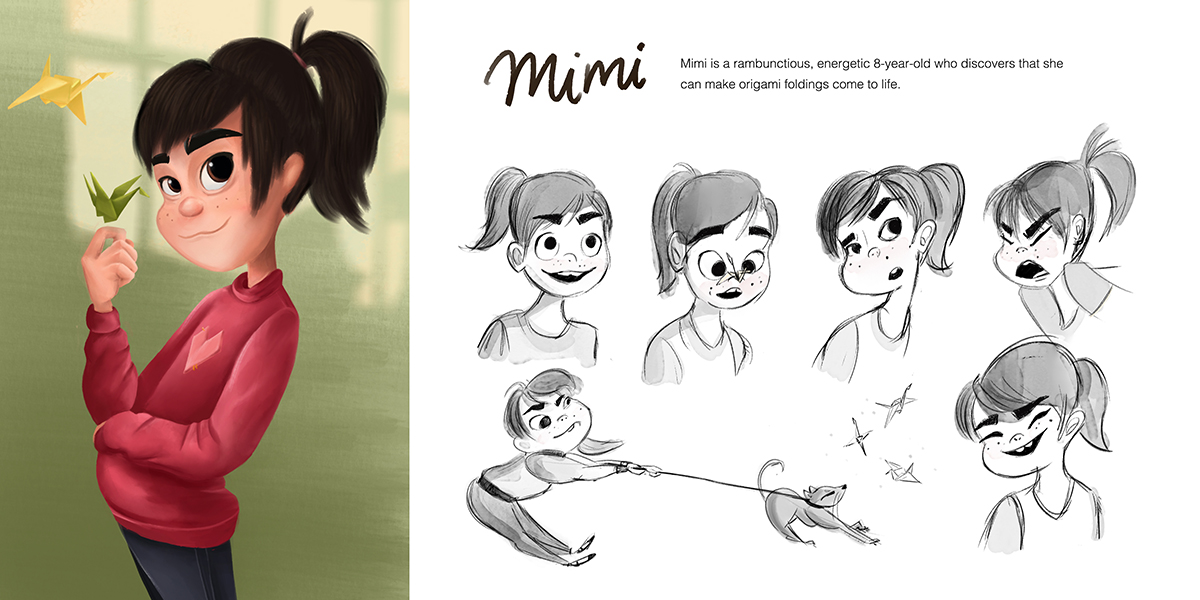 Mimi
Mimi is a rambunctious, energetic 8-year-old who discovers that she
can make origami foldings come to life.